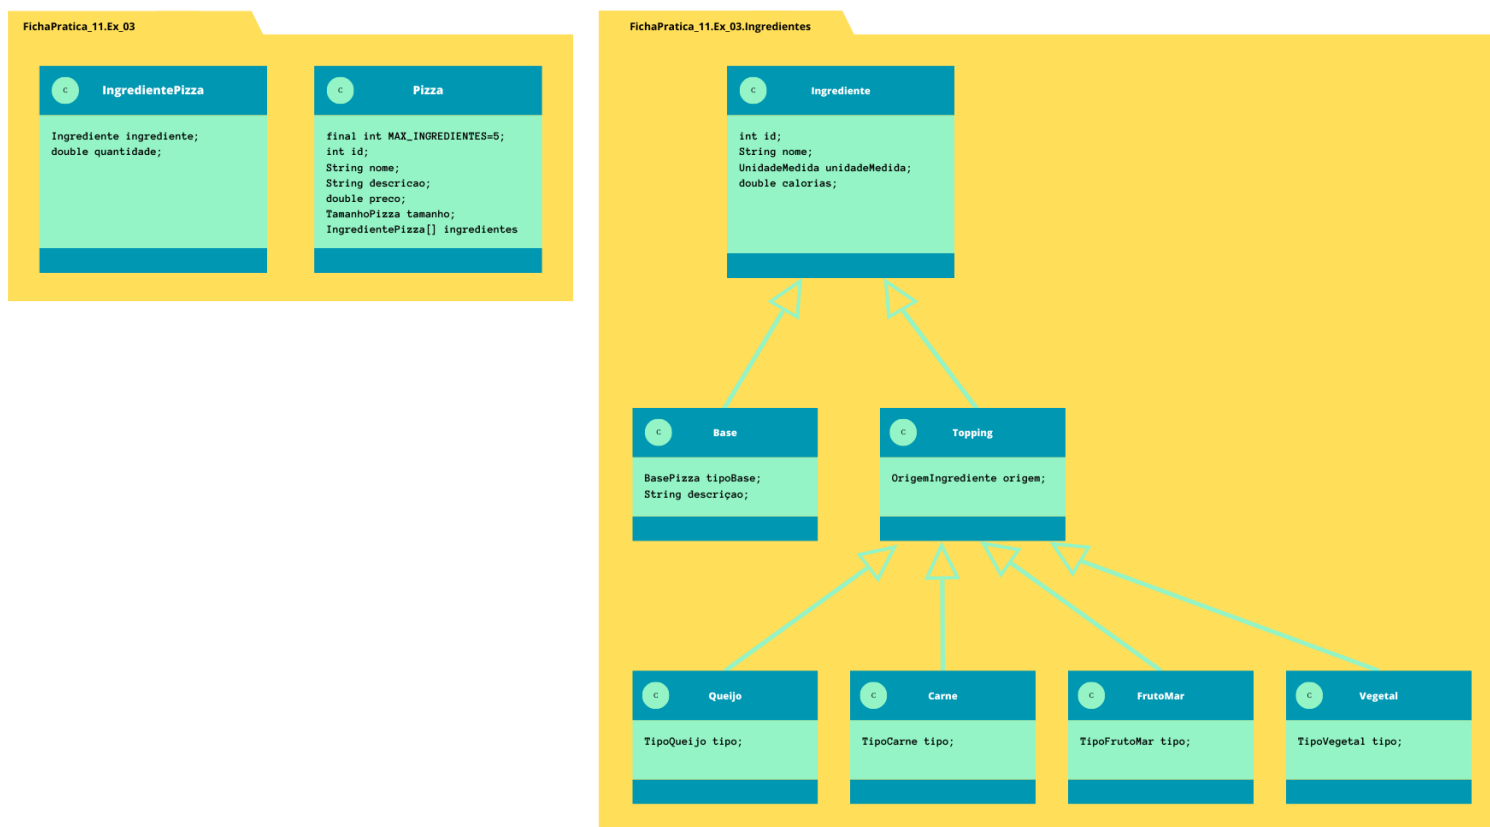 FichaPratica_11.Ex_03
C
IngredientePizza
Ingrediente ingrediente;
double quantidade;
C
Pizza
final int MAX_INGREDIENTES=5;
int id;
String nome;
String descricao;
double preco;
TamanhoPizza tamanho;
IngredientePizza[] ingredientes
FichaPratica_11.Ex_03.Ingredientes
C
Ingrediente
int id;
String nome;
UnidadeMedida unidadeMedida;
double calorias;
C
Base
BasePizza tipoBase;
String descriçao;
C
Topping
OrigemIngrediente origem;
C
Queijo
TipoQueijo tipo;
C
Carne
TipoCarne tipo;
C
FrutoMar
TipoFrutoMar tipo;
C
Vegetal
TipoVegetal tipo;